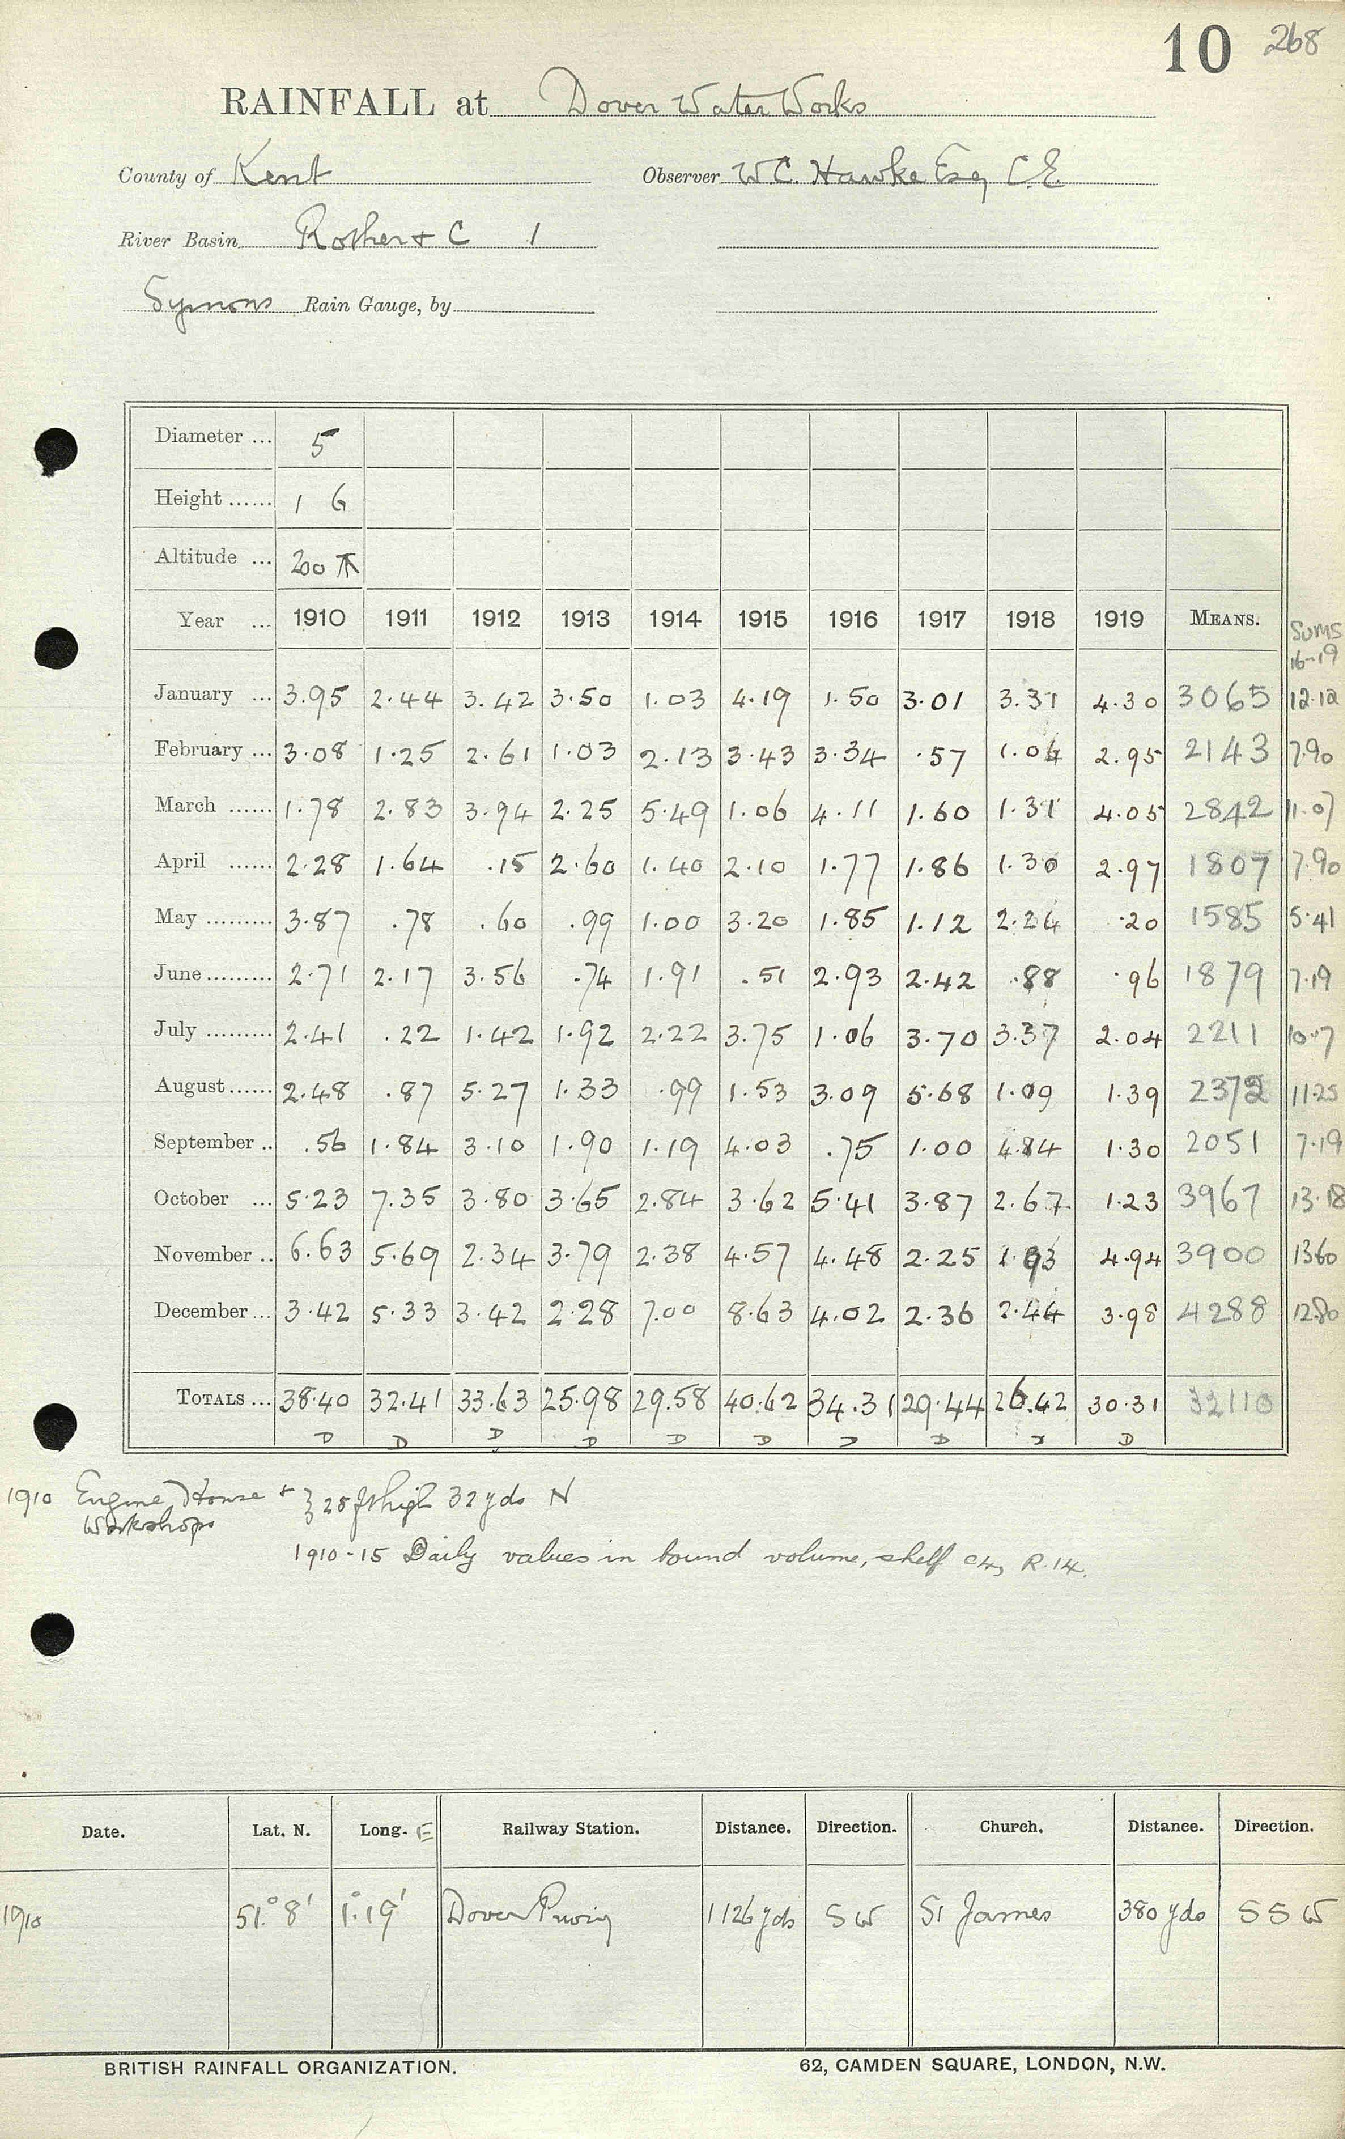 10 268
RAINFALL at Dover Water Works
County of Kent Observer W C. Hawke Esq C.E.
River Basin Rother + C 1
Symons Rain Gauge, by
Diameter ... 5
Height ...... 1 6
Altitude ... 200
Year ... 1910 1911 1912 1913 1914 1915 1916 1917 1918 1919 MEANS. Sums 16-19
January ... 3.95 2.44 3.42 3.50 1.03 4.19 1.50 3.01 3.31 4.30 3065 12.12
February ... 3.08 1.25 2.61 1.03 2.13 3.43 3.34 .57 1.04 2.95 2143 7.90
March ...... 1.78 2.83 3.94 2.25 5.49 1.06 4.11 1.60 1.31 4.05 2842 11.07
April ...... 2.28 1.64 .15 2.60 1.40 2.10 1.77 1.86 1.30 2.97 1807 7.90
May ......... 3.87 .78 .60 .99 1.00 3.20 1.85 1.12 2.24 .20 1585 5.41
June ......... 2.71 2.17 3.56 .74 1.91 .51 2.93 2.42 .88 .96 1879 7.19
July ......... 2.41 .22 1.42 1.92 2.22 3.75 1.06 3.70 3.37 2.04 2211 10.7
August ...... 2.48 .87 5.27 1.33 .99 1.53 3.09 5.68 1.09 1.39 2372 11.25
September .. .56 1.84 3.10 1.90 1.19 4.03 .75 1.00 4.84 1.30 2051 7.19
October ... 5.23 7.35 3.80 3.65 2.84 3.62 5.41 3.87 2.67 1.23 3967 13.18
November .. 6.63 5.69 2.34 3.79 2.38 4.57 4.48 2.25 1.93 4.94 3900 1360
December ... 3.42 5.33 3.42 2.28 7.00 8.63 4.02 2.36 2.44 3.98 4288 12.80
TOTALS ... 38.40 32.41 33.63 25.98 29.58 40.62 34.31 29.44 26.42 30.31 32110
D D D D D D D D D
1910 Engine House + } 28 ft high 32 yds N
Workshops
1910-15 Daily values in bound volume, shelf R.14.
Date. Lat. N. Long. E Railway Station. Distance. Direction. Church. Distance. Direction.
1910 51° 8' 1° 19' Dover Priory 1126 yds SW St James 380 yds SSW
BRITISH RAINFALL ORGANIZATION. 62, CAMDEN SQUARE, LONDON, N.W.